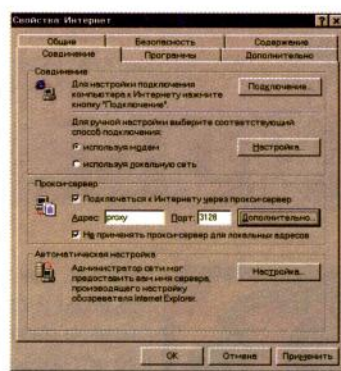 Свойства Интернет
Общие
Безопасность
Содержание
Соединение
Программы
Дополнительно
Соединение
Для настройки подключения
компьютера к Интернету нажмите
кнопку "Подключение".
Подключение...
Для ручной настройки выберите соответствующий
способ подключения:
используя модем
Настройка...
используя локальную сеть
Прокси-сервер
Подключаться к Интернету через прокси-сервер
Адрес: proxy Порт: 3128 Дополнительно...
Не применять прокси-сервер для локальных адресов
Автоматическая настройка
Администратор сети мог
предоставить вам имя сервера,
производящего настройку
обозревателя Internet Explorer.
Настройка...
OK
Отмена
Применить